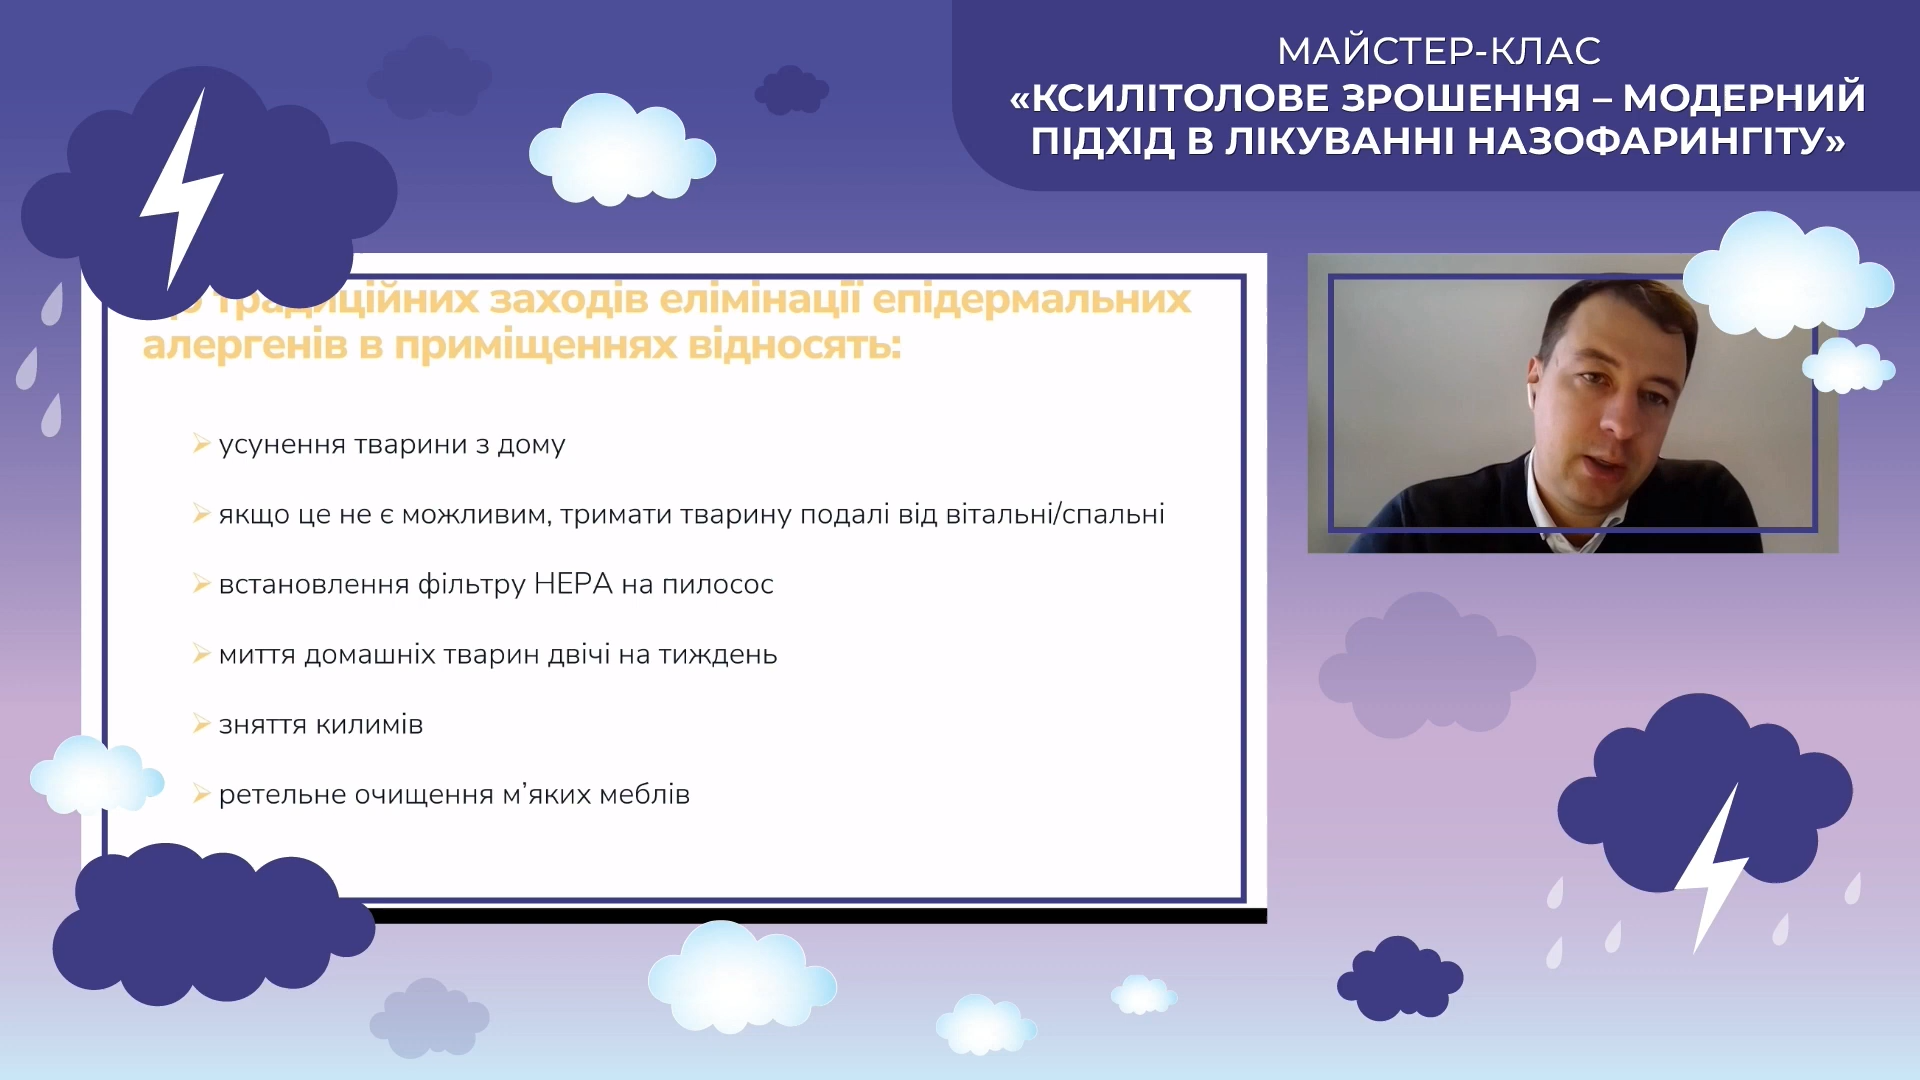 МАЙСТЕР-КЛАС
«КСИЛІТОЛОВЕ ЗРОШЕННЯ – МОДЕРНИЙ
ПІДХІД В ЛІКУВАННІ НАЗОФАРИНГІТУ»
традиційних заходів елімінації епідермальних
алергенів в приміщеннях відносять:
усунення тварини з дому
якщо це не є можливим, тримати тварину подалі від вітальні/спальні
встановлення фільтру HEPA на пилосос
миття домашніх тварин двічі на тиждень
зняття килимів
ретельне очищення м’яких меблів